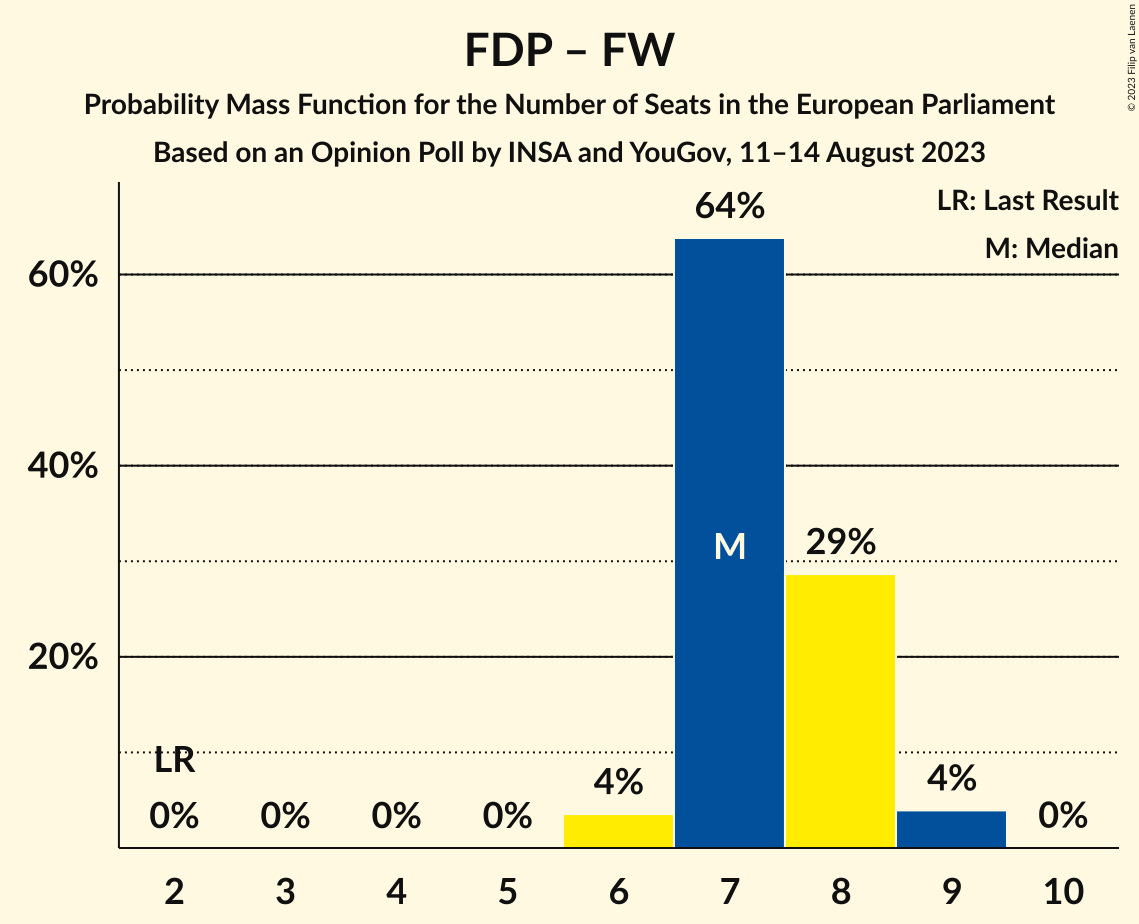 FDP – FW
Probability Mass Function for the Number of Seats in the European Parliament
Based on an Opinion Poll by INSA and YouGov, 11–14 August 2023
© 2023 Filip van Laenen
LR: Last Result
M: Median
64%
60%
40%
M
29%
20%
LR
4%
4%
0%
0%
0%
0%
0%
2
3
4
5
6
7
8
9
10